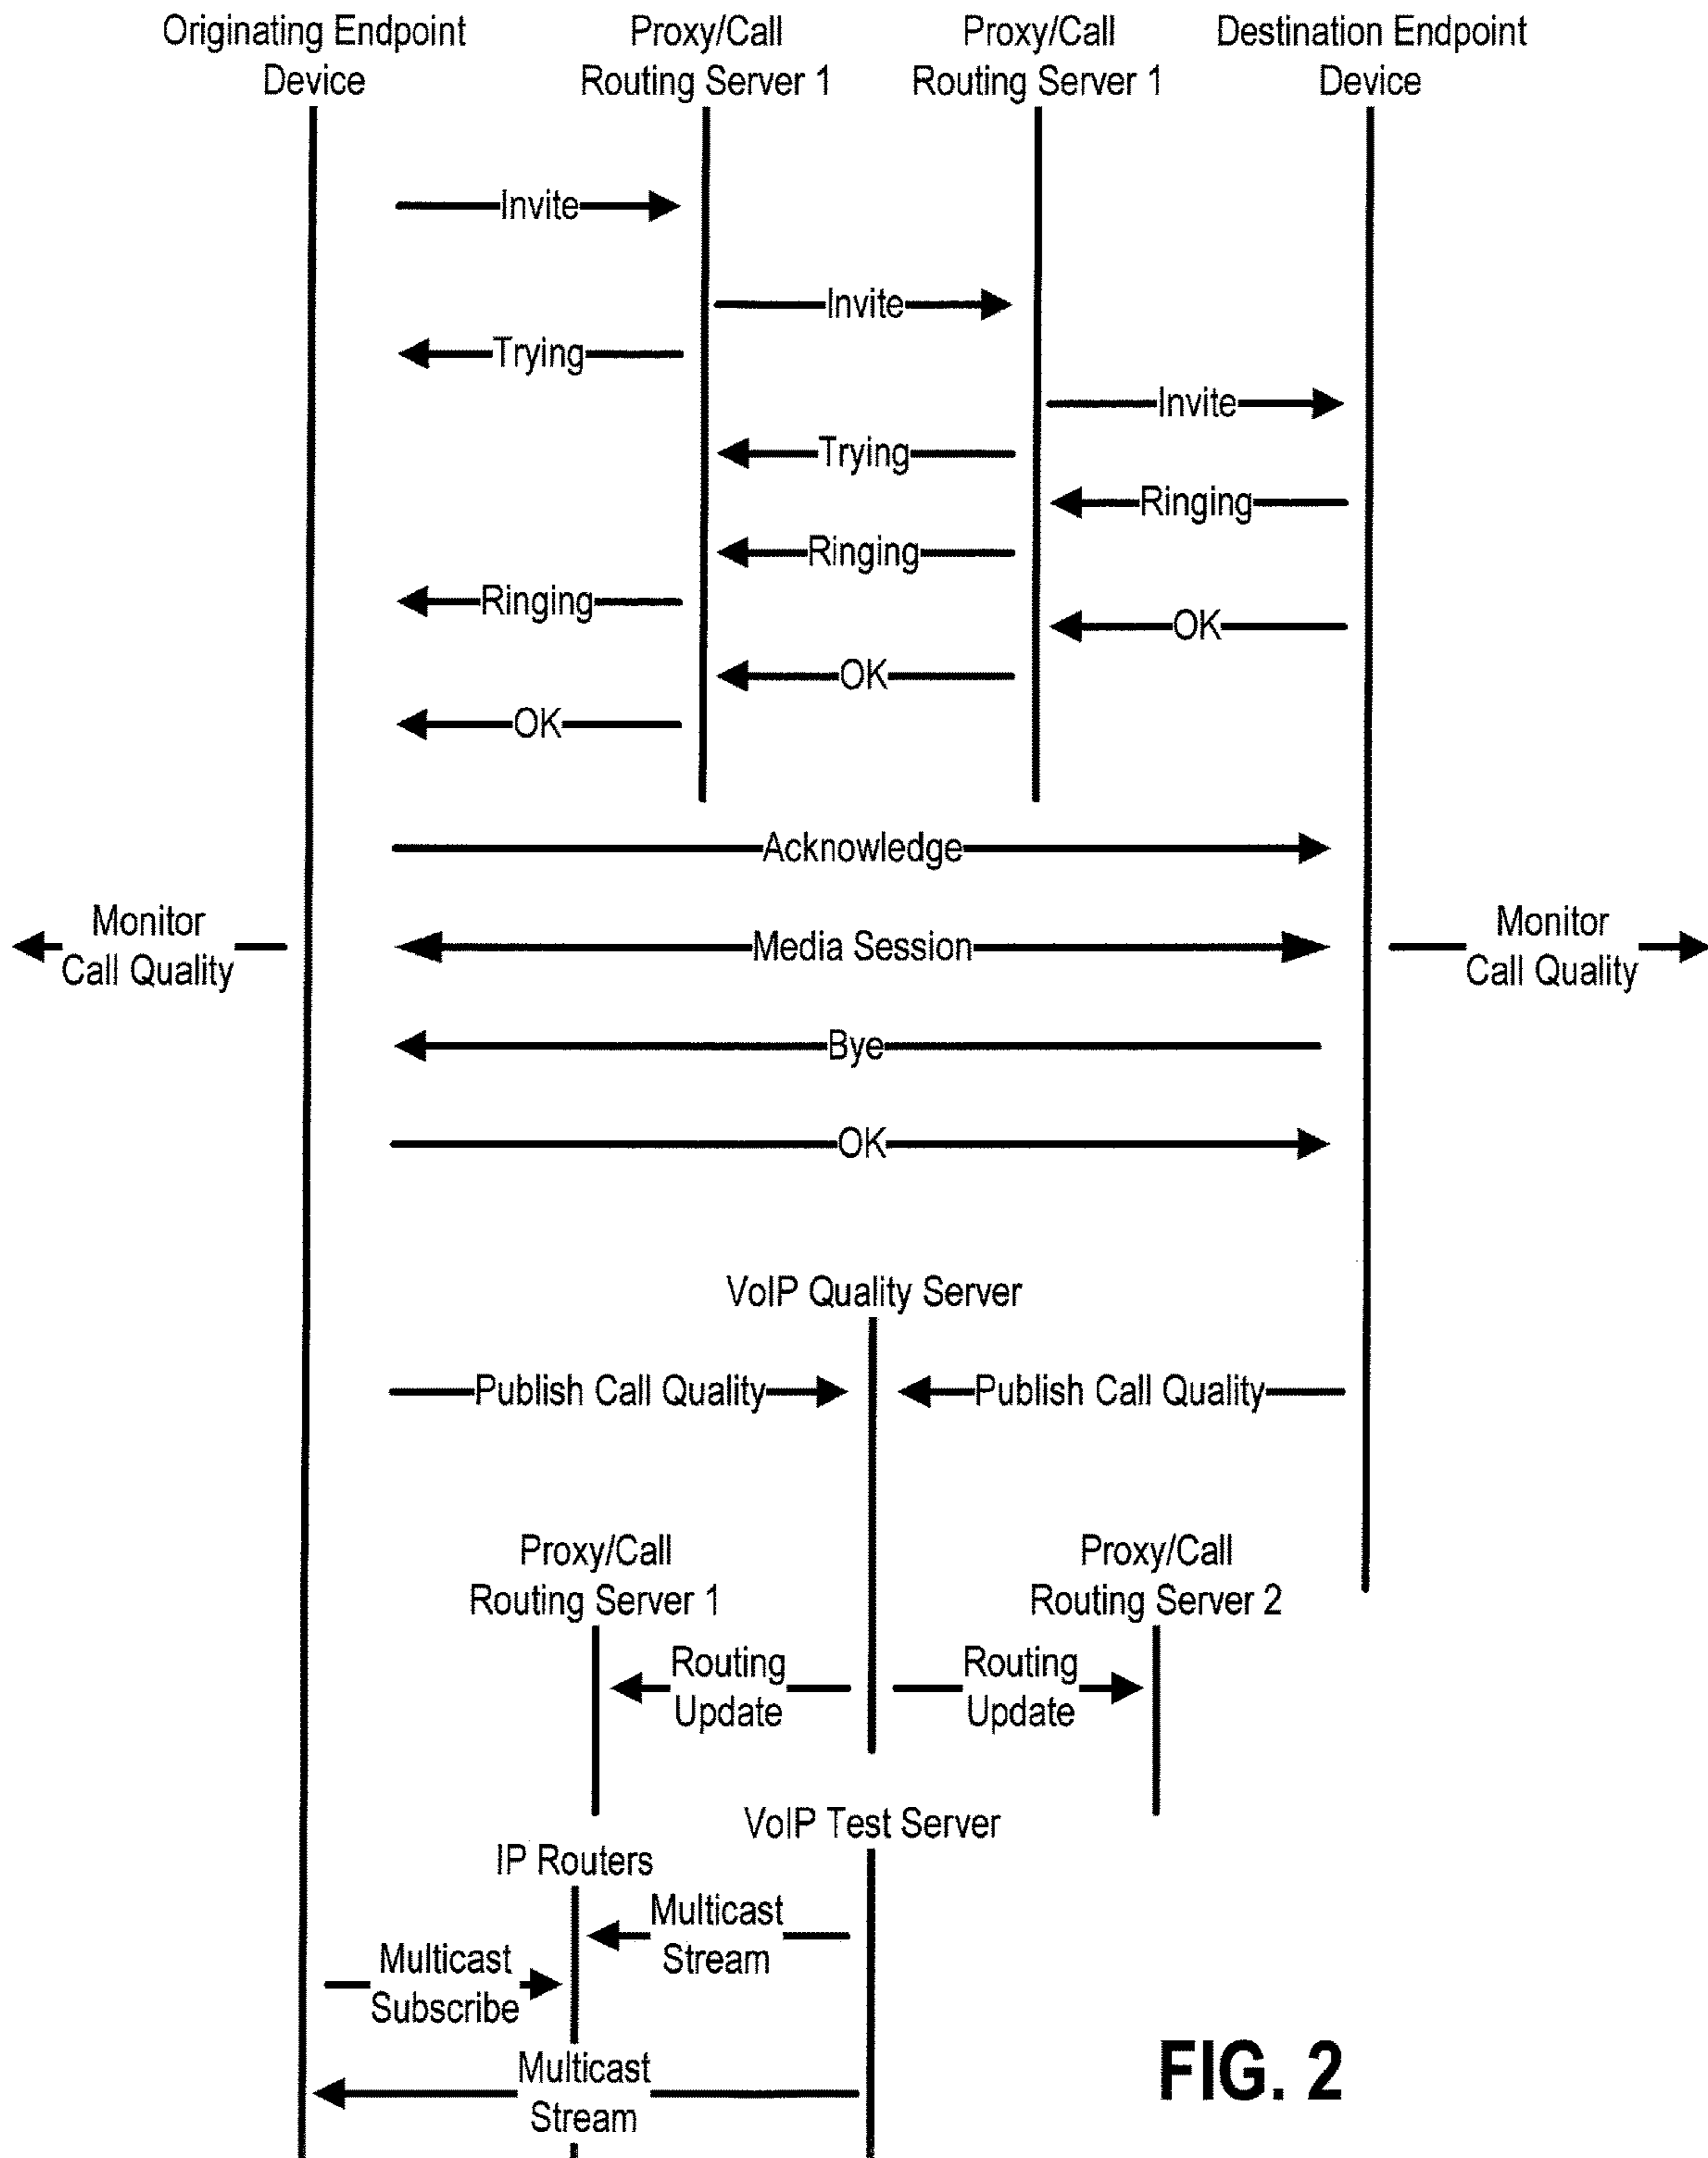 Originating Endpoint
Device
Proxy/Call
Routing Server 1
Proxy/Call
Routing Server 1
Destination Endpoint
Device
Invite
Invite
Trying
Invite
Trying
Ringing
Ringing
Ringing
OK
OK
OK
Acknowledge
Monitor
Call Quality
Media Session
Monitor
Call Quality
Bye
OK
VoIP Quality Server
Publish Call Quality
Publish Call Quality
Proxy/Call
Routing Server 1
Proxy/Call
Routing Server 2
Routing
Update
Routing
Update
VoIP Test Server
IP Routers
Multicast
Stream
Multicast
Subscribe
Multicast
Stream
FIG. 2